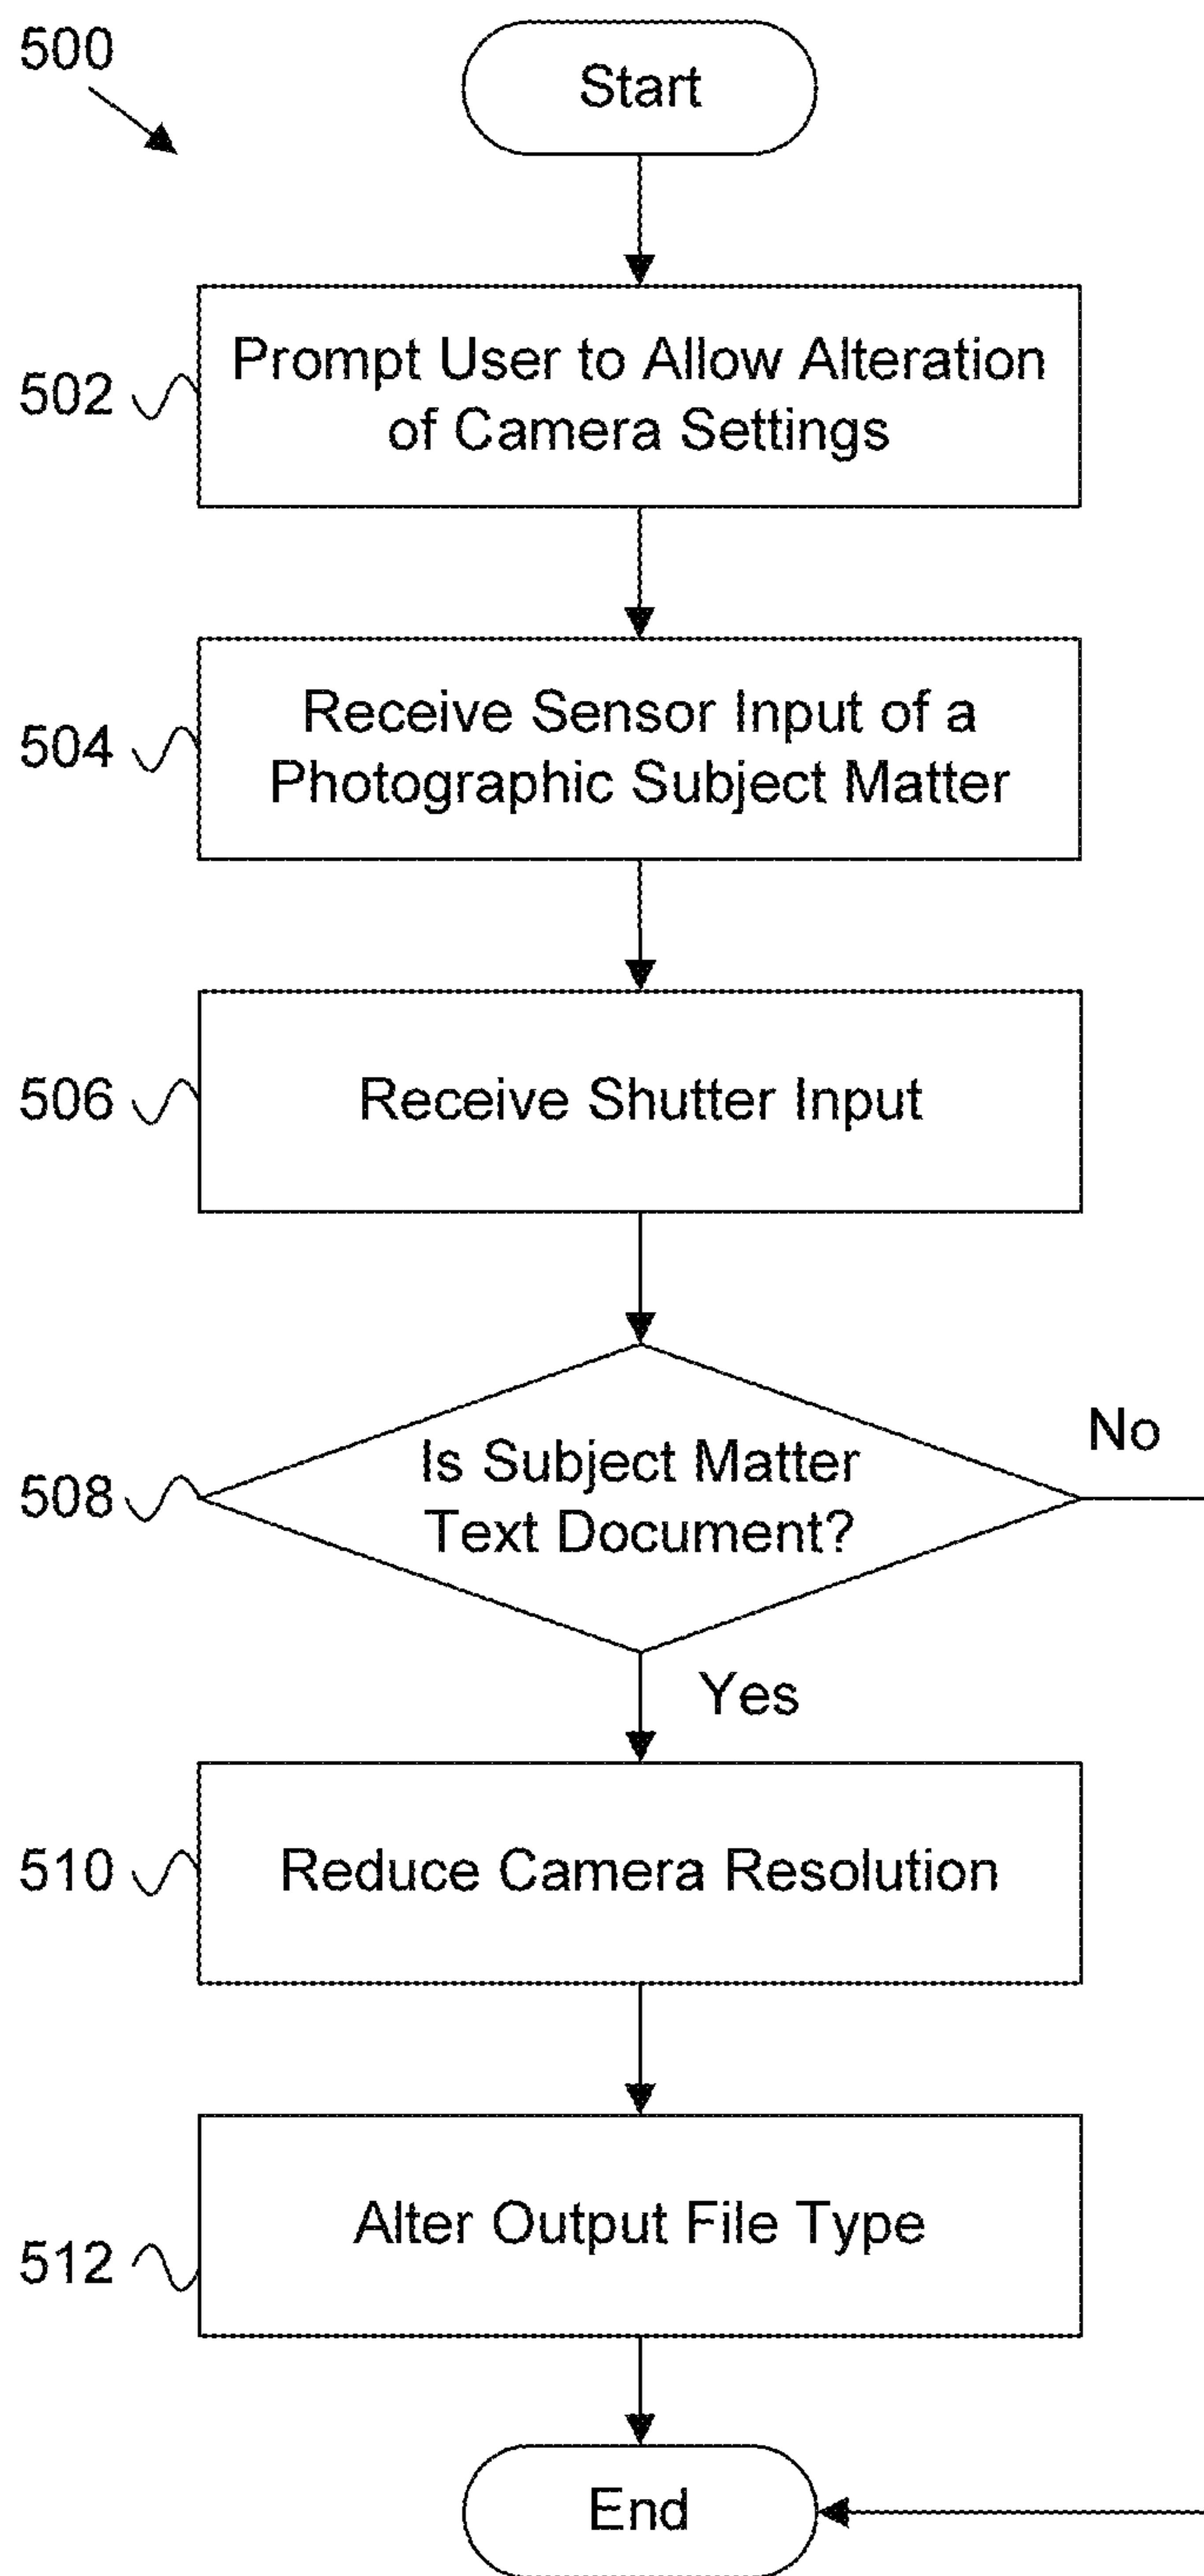 500
Start
502
Prompt User to Allow Alteration
of Camera Settings
504
Receive Sensor Input of a
Photographic Subject Matter
506
Receive Shutter Input
508
Is Subject Matter
Text Document?
No
Yes
510
Reduce Camera Resolution
512
Alter Output File Type
End